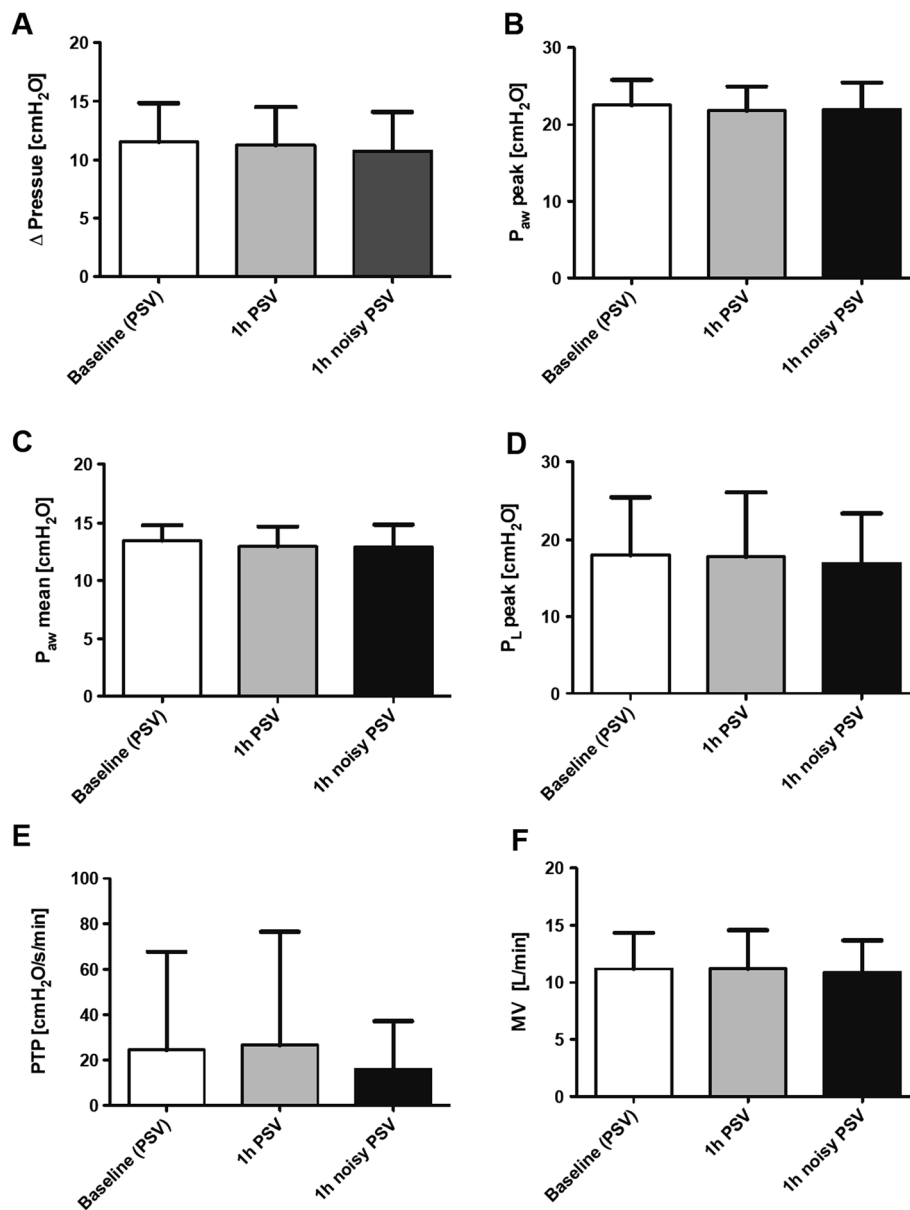 A
Δ Pressue [cmH₂O]
20
15
10
5
0
Baseline (PSV)
1h PSV
1h noisy PSV
B
P_aw peak [cmH₂O]
30
20
10
0
Baseline (PSV)
1h PSV
1h noisy PSV
C
P_aw mean [cmH₂O]
20
15
10
5
0
Baseline (PSV)
1h PSV
1h noisy PSV
D
P_L peak [cmH₂O]
30
20
10
0
Baseline (PSV)
1h PSV
1h noisy PSV
E
PTP [cmH₂O/s/min]
100
80
60
40
20
0
Baseline (PSV)
1h PSV
1h noisy PSV
F
MV [L/min]
20
15
10
5
0
Baseline (PSV)
1h PSV
1h noisy PSV